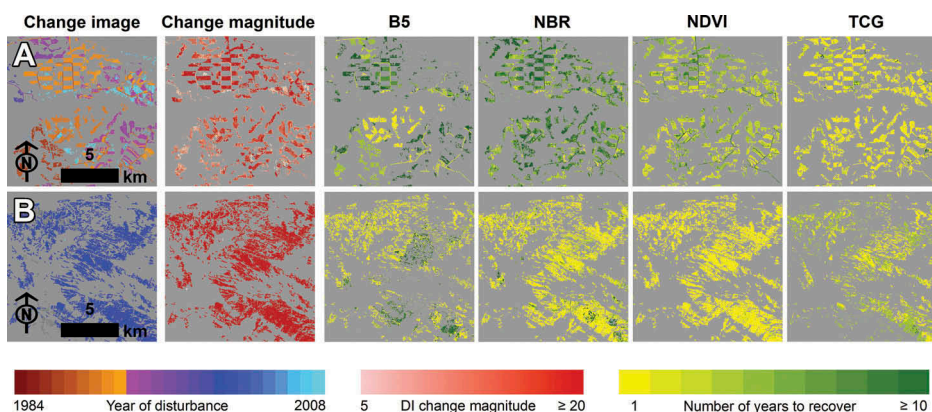 Change image Change magnitude B5 NBR NDVI TCG
A
N 5 km
B
N 5 km
1984 Year of disturbance 2008 5 DI change magnitude ≥ 20 1 Number of years to recover ≥ 10